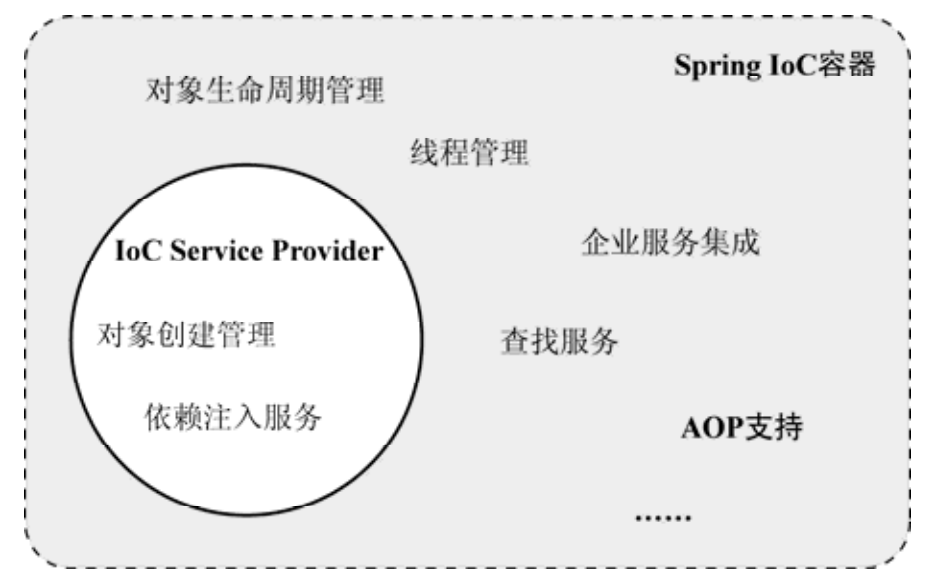 Spring IoC容器
对象生命周期管理
线程管理
IoC Service Provider
企业服务集成
对象创建管理
查找服务
依赖注入服务
AOP支持
......